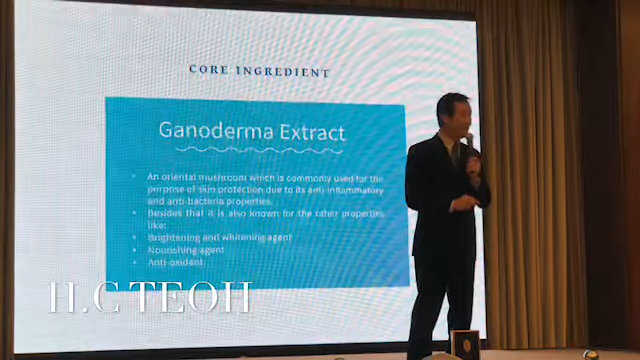 CORE INGREDIENT
Ganoderma Extract
• An oriental mushroom which is commonly used for the
purpose of skin protection due to its anti-inflammatory
and anti-bacteria properties.
• Besides that it is also known for the other properties
like:
• Brightening and whitening agent
• Nourishing agent
• Anti-oxidant
H.C TEOH